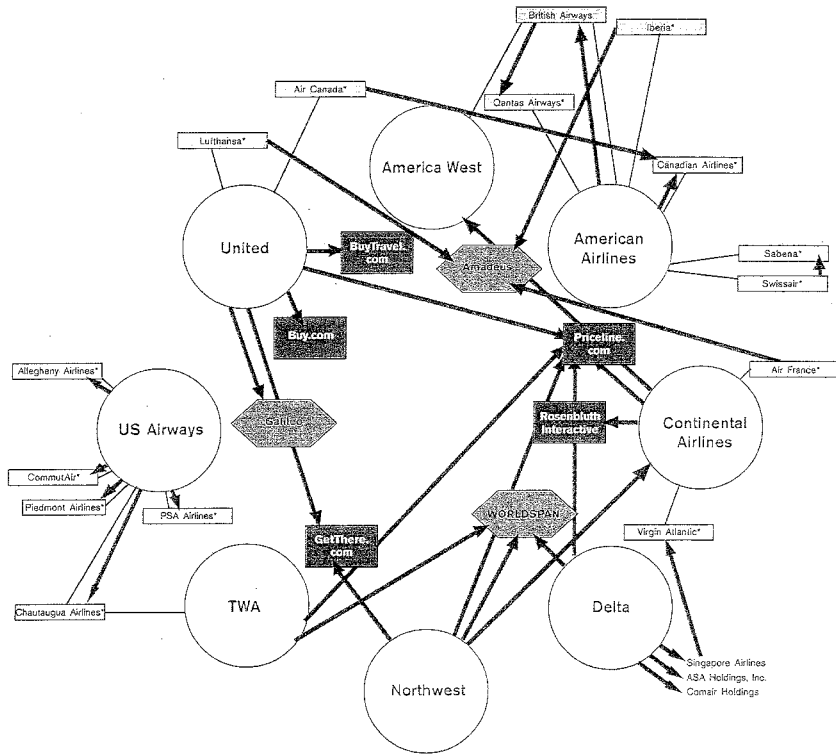 British Airways
Iberia*
Air Canada*
Qantas Airways*
Lufthansa*
America West
Canadian Airlines*
United
BuyTravel.
com
Amadeus
American
Airlines
Sabena*
Swissair*
Buy.com
Priceline.
com
Allegheny Airlines*
Air France*
US Airways
Galileo
Rosenbluth
Interactive
Continental
Airlines
CommutAir*
Piedmont Airlines*
PSA Airlines*
WORLDSPAN
GetThere.
com
Virgin Atlantic*
Chautaugua Airlines*
TWA
Delta
Singapore Airlines
ASA Holdings, Inc.
Comair Holdings
Northwest